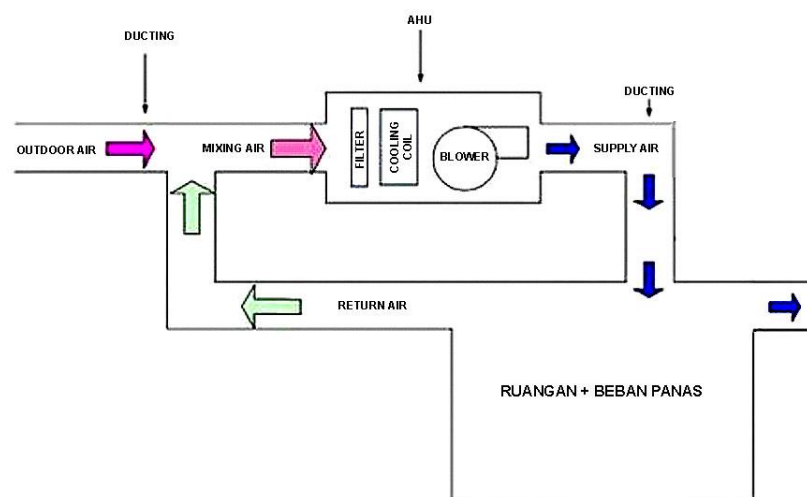 AHU
DUCTING
DUCTING
OUTDOOR AIR
MIXING AIR
FILTER
COOLING
COIL
BLOWER
SUPPLY AIR
RETURN AIR
RUANGAN + BEBAN PANAS